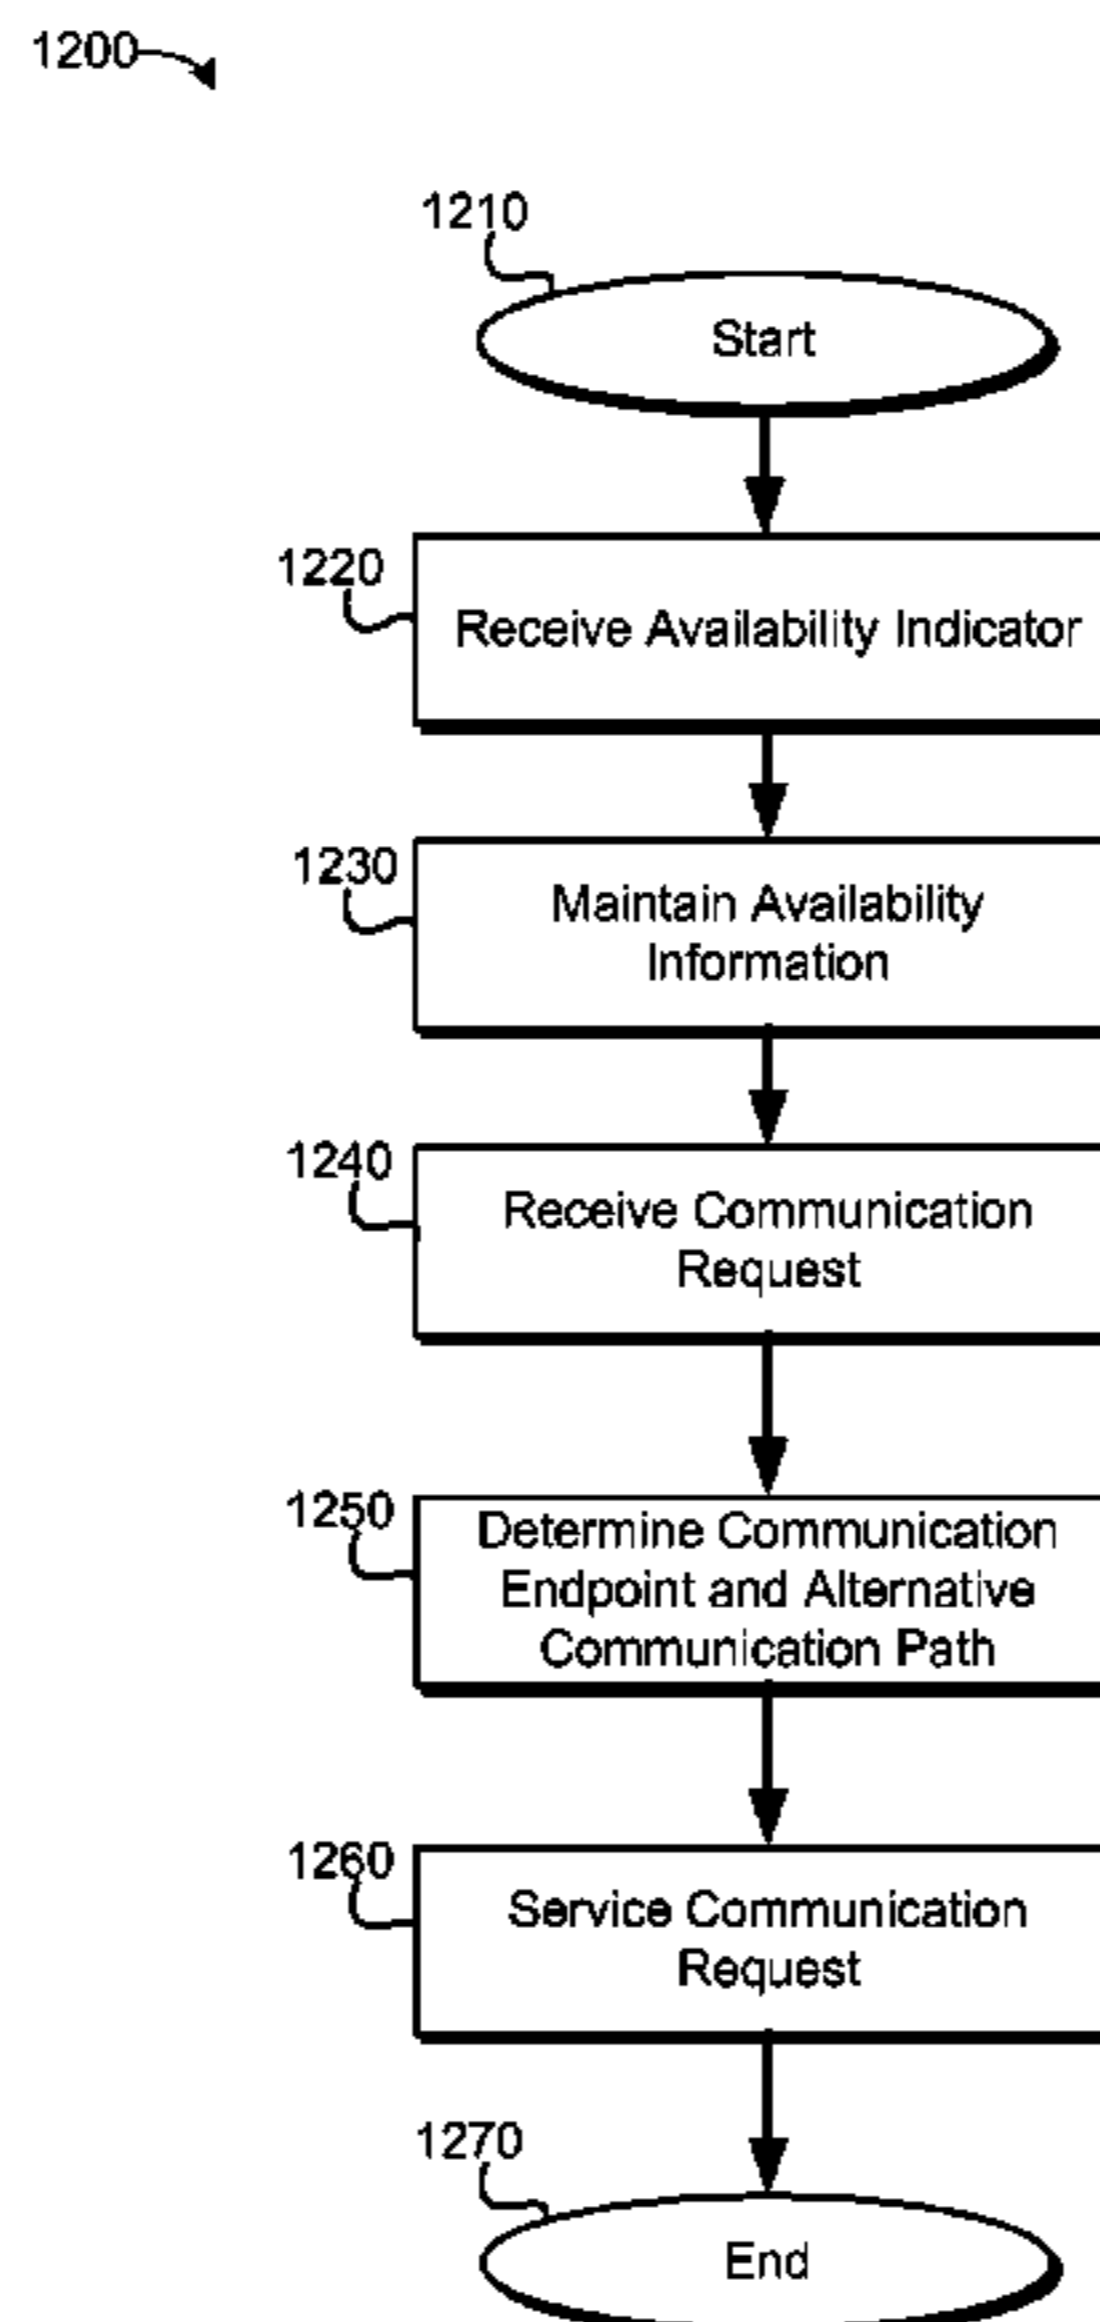 1200
1210
Start
1220
Receive Availability Indicator
1230
Maintain Availability
Information
1240
Receive Communication
Request
1250
Determine Communication
Endpoint and Alternative
Communication Path
1260
Service Communication
Request
1270
End